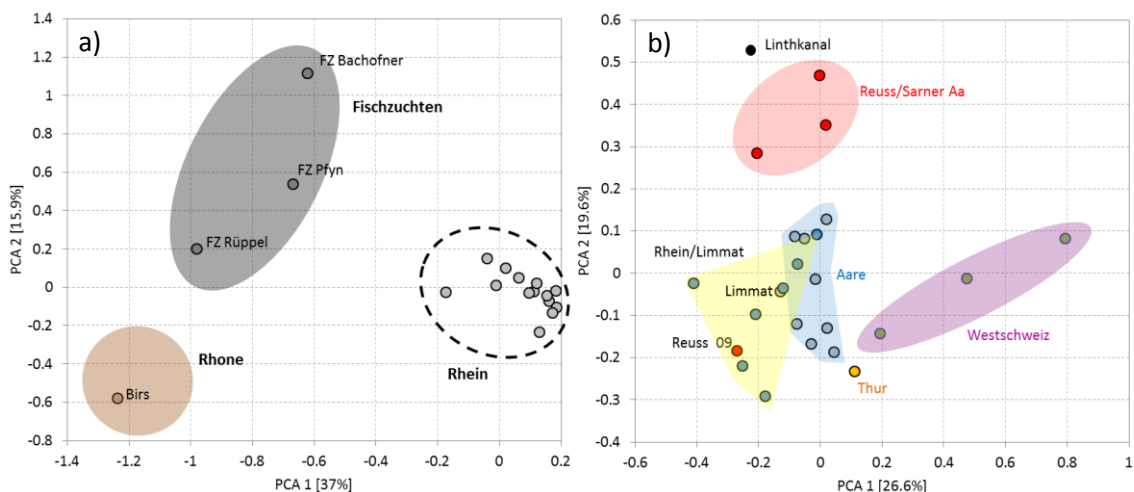 a)
PCA 2 [15.9%]
1.4
1.2
1
0.8
0.6
0.4
0.2
0
-0.2
-0.4
-0.6
-0.8
FZ Bachofner
Fischzuchten
FZ Pfyn
FZ Rüppel
Rhone
Birs
Rhein
-1.4 -1.2 -1 -0.8 -0.6 -0.4 -0.2 0 0.2
PCA 1 [37%]
b)
PCA 2 [19.6%]
0.6
0.5
0.4
0.3
0.2
0.1
0
-0.1
-0.2
-0.3
-0.4
Linthkanal
Reuss/Sarner Aa
Rhein/Limmat
Aare
Limmat
Reuss 09
Westschweiz
Thur
-0.6 -0.4 -0.2 0 0.2 0.4 0.6 0.8 1
PCA 1 [26.6%]